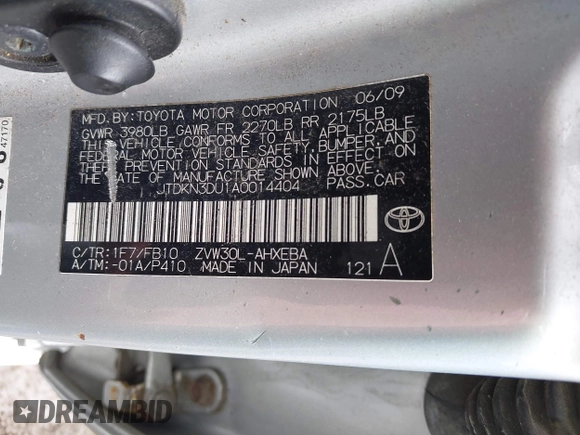 MFD. BY: TOYOTA MOTOR CORPORATION 06/09
GVWR 3980LB GAWR FR 2270LB RR 2175LB
THIS VEHICLE CONFORMS TO ALL APPLICABLE
FEDERAL MOTOR VEHICLE SAFETY, BUMPER, AND
THEFT PREVENTION STANDARDS IN EFFECT ON
THE DATE OF MANUFACTURE SHOWN ABOVE.
JTDKN3DU1A0014404 PASS. CAR
C/TR: 1F7/FB10 ZVW30L-AHXEBA
A/TM: -01A/P410 MADE IN JAPAN 121 A
TOYOTA
47170
DREAMBID